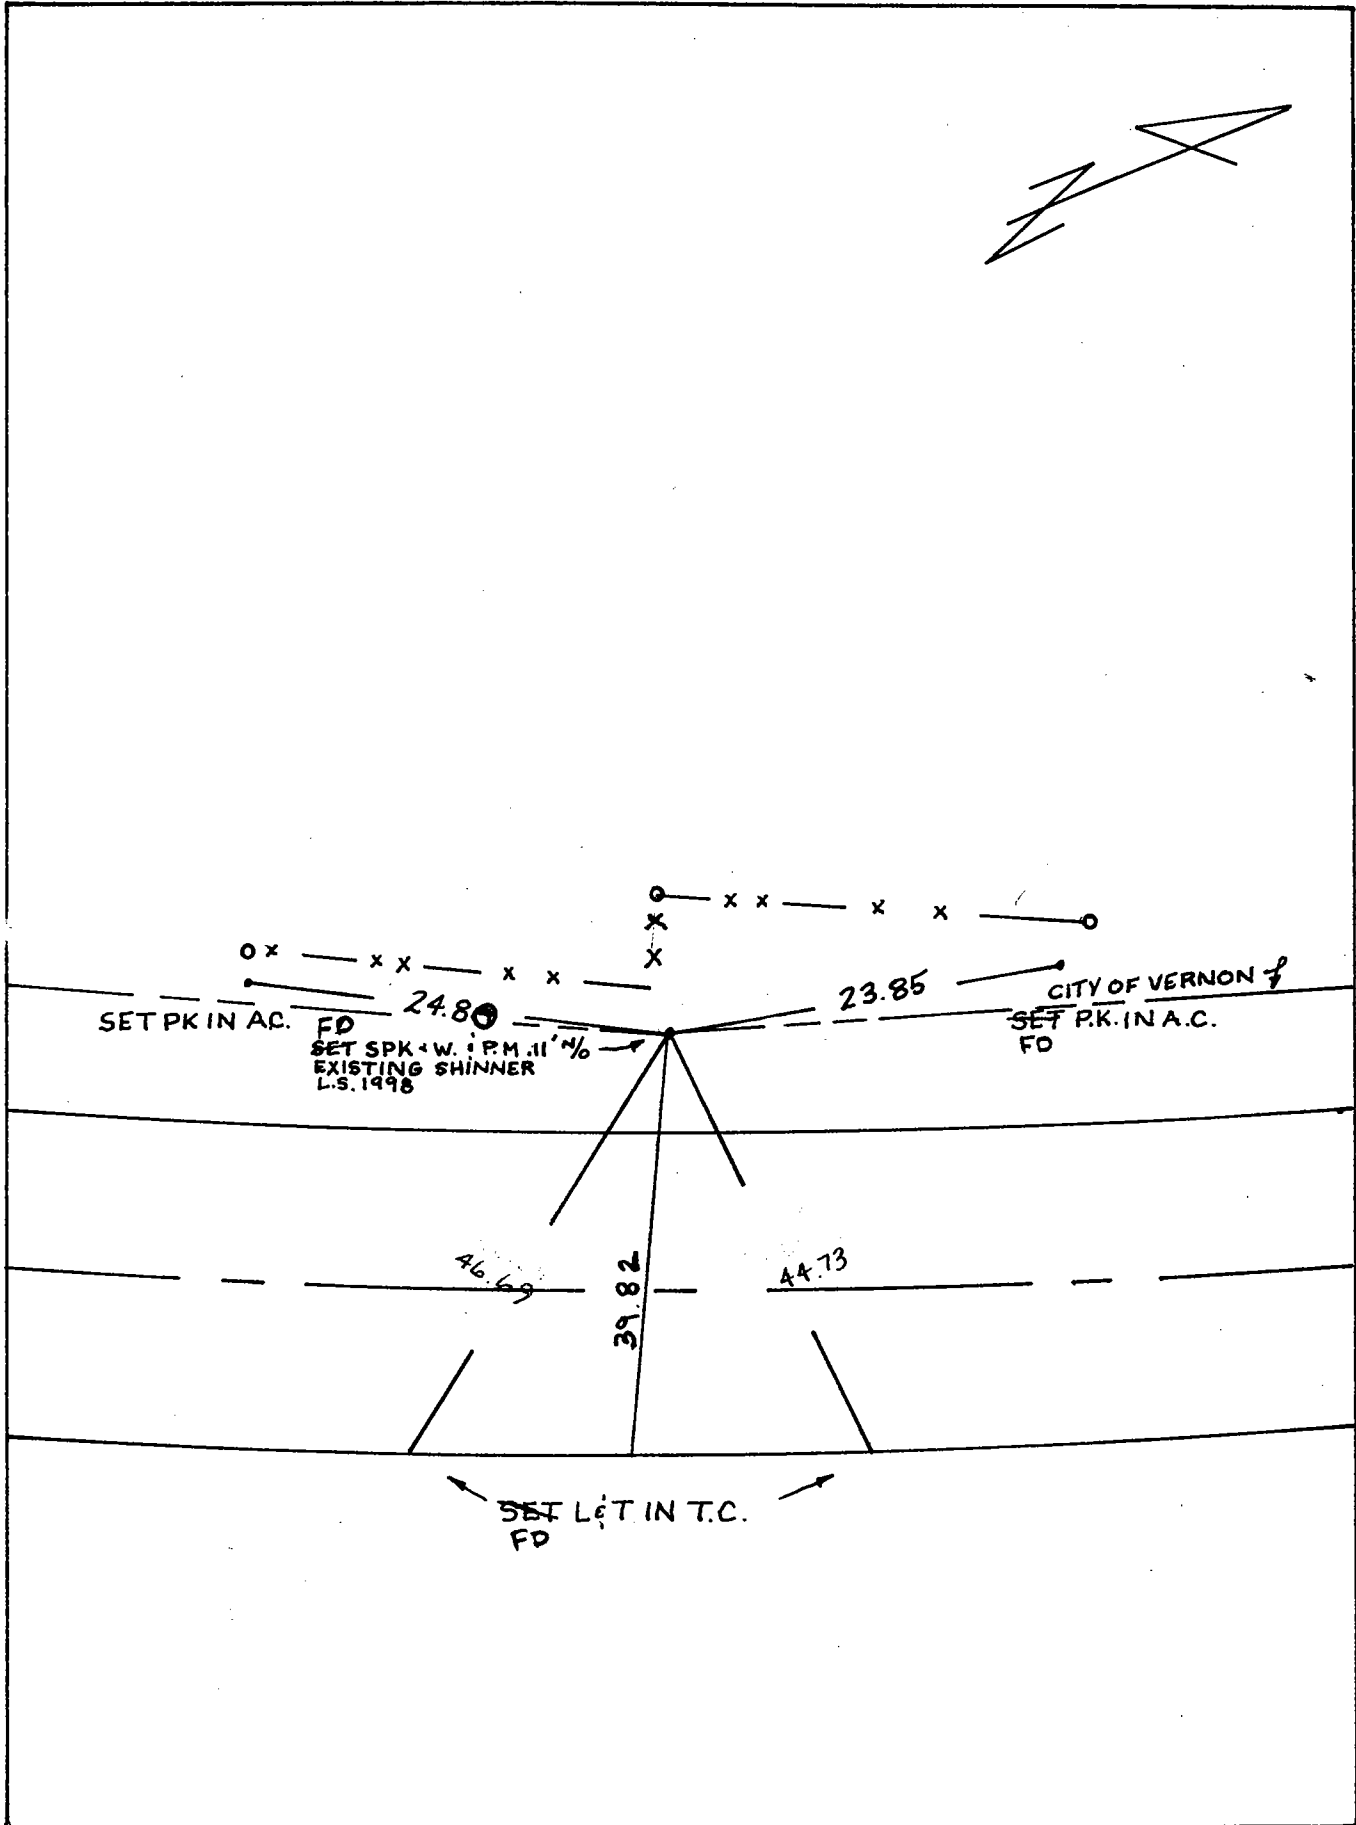 N
24.8
23.85
CITY OF VERNON
SET PK IN A.C.
FD
SET P.K. IN A.C.
FD
SET SPK & W. & P.M .11' N/O
EXISTING SHINNER
L.S. 1998
46.69
39.82
44.73
SET L & T IN T.C.
FD